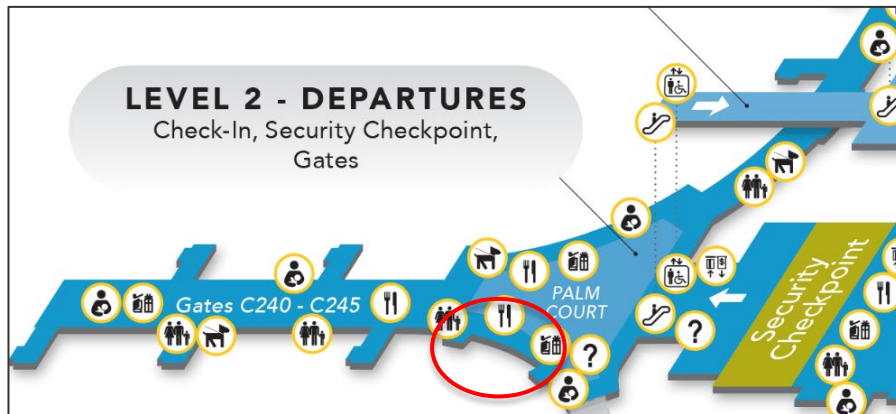 LEVEL 2 - DEPARTURES
Check-In, Security Checkpoint,
Gates
Gates C240 - C245
PALM
COURT
?
?
Security
Checkpoint